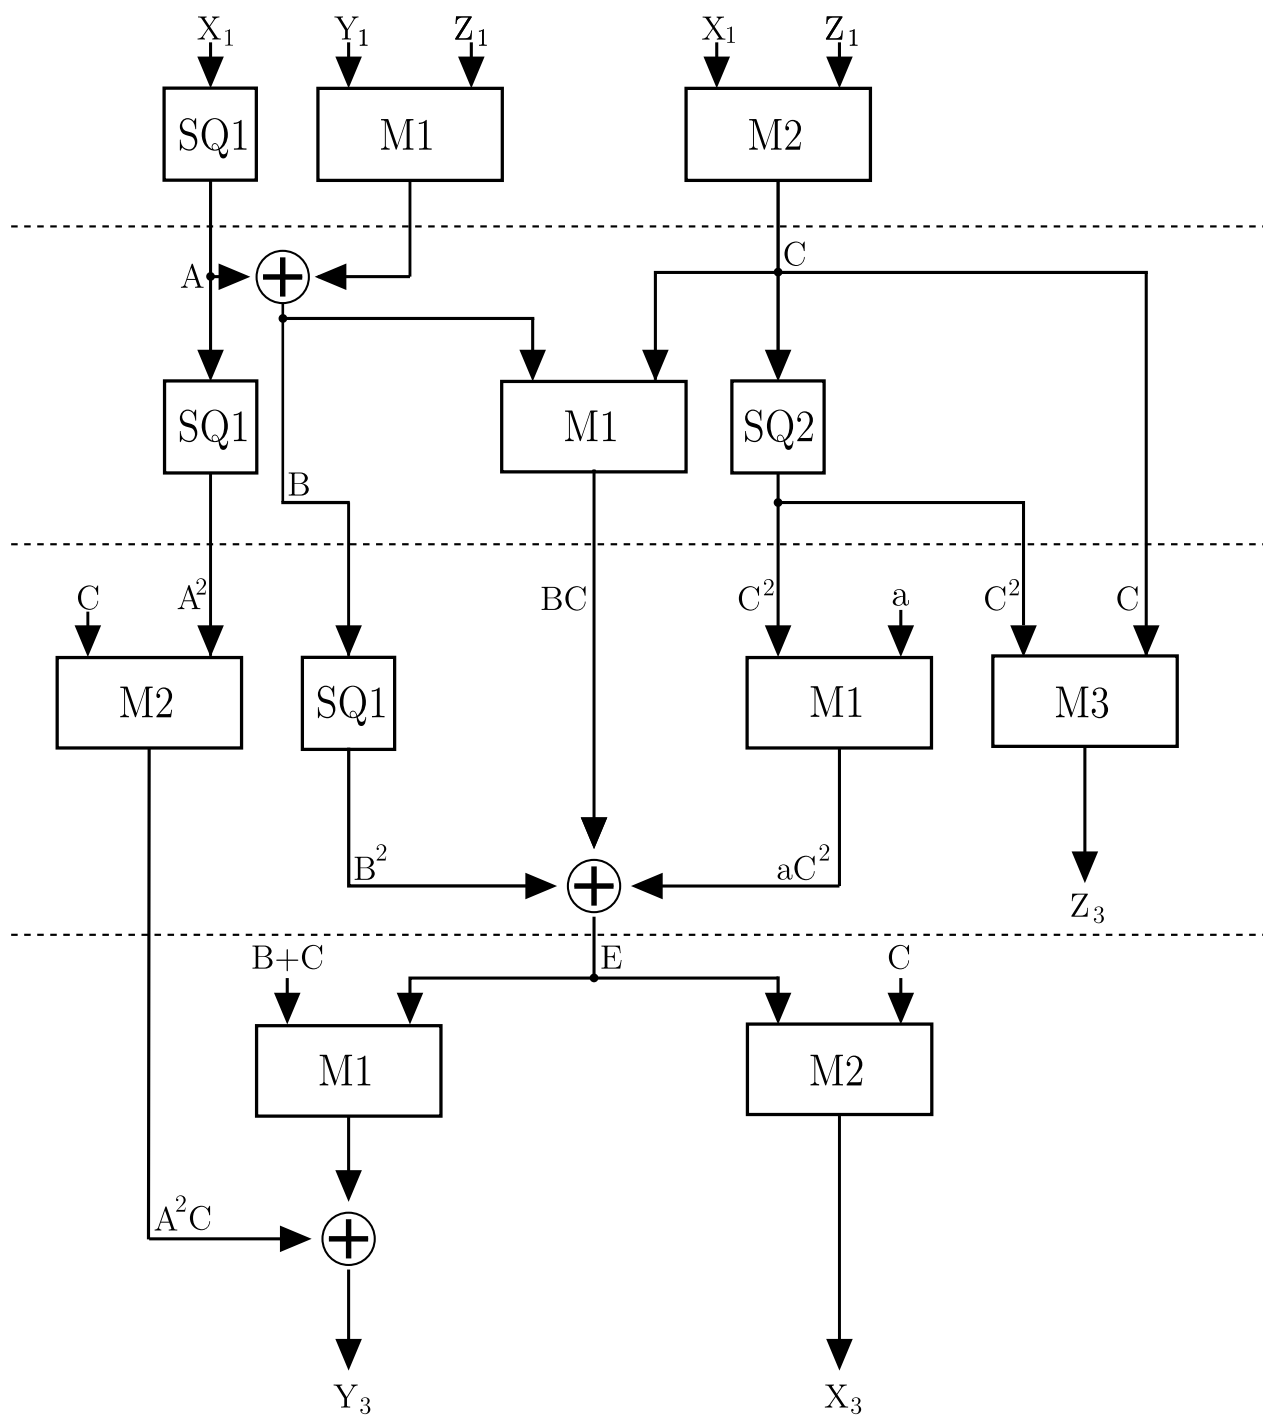 X₁ Y₁ Z₁ X₁ Z₁
SQ1 M1 M2
C
A
SQ1 M1 SQ2
B
C A² BC C² a C² C
M2 SQ1 M1 M3
B² aC²
Z₃
B+C E C
M1 M2
A²C
Y₃ X₃